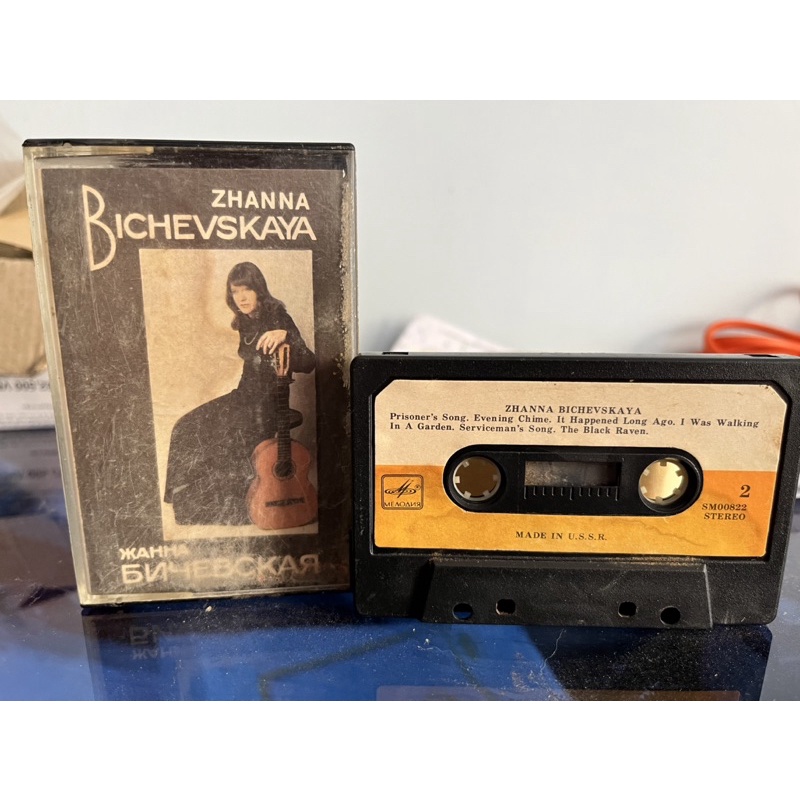 ZHANNA
BICHEVSKAYA
ЖАННА
БИЧЕВСКАЯ
ZHANNA BICHEVSKAYA
Prisoner's Song. Evening Chime. It Happened Long Ago. I Was Walking
In A Garden. Serviceman's Song. The Black Raven.
МЕЛОДИЯ
2
SM00822
STEREO
MADE IN U.S.S.R.